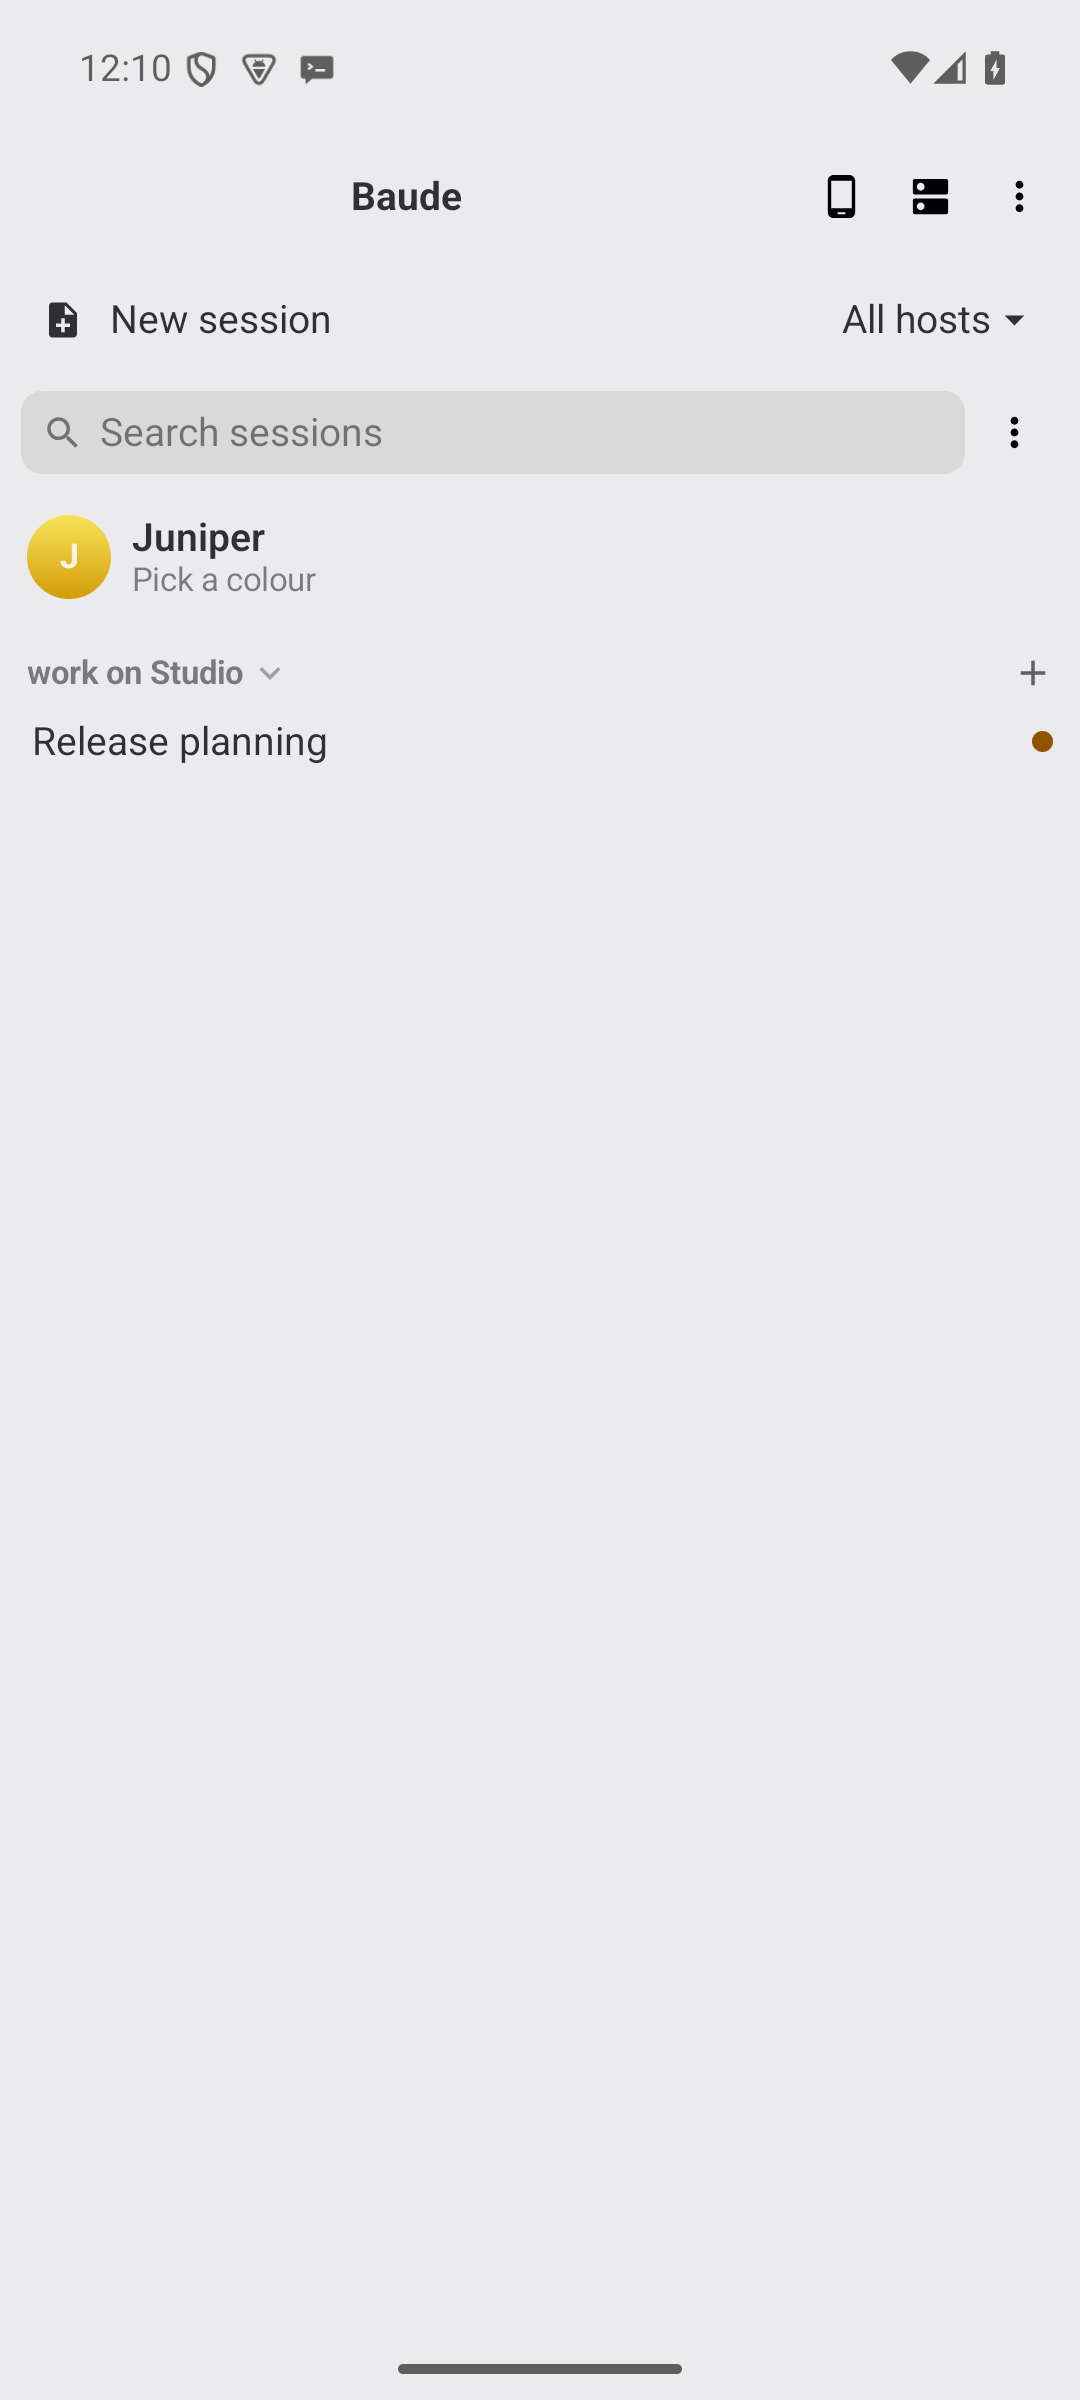 12:10
Baude
New session
All hosts
Search sessions
J
Juniper
Pick a colour
work on Studio
Release planning